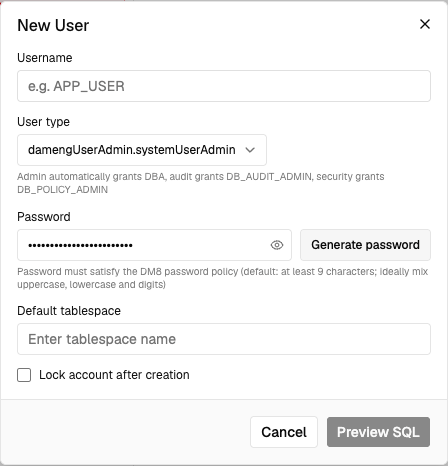 New User
Username
e.g. APP_USER
User type
damengUserAdmin.systemUserAdmin
Admin automatically grants DBA, audit grants DB_AUDIT_ADMIN, security grants
DB_POLICY_ADMIN
Password
••••••••••••••••••••••••
Generate password
Password must satisfy the DM8 password policy (default: at least 9 characters; ideally mix
uppercase, lowercase and digits)
Default tablespace
Enter tablespace name
Lock account after creation
Cancel
Preview SQL